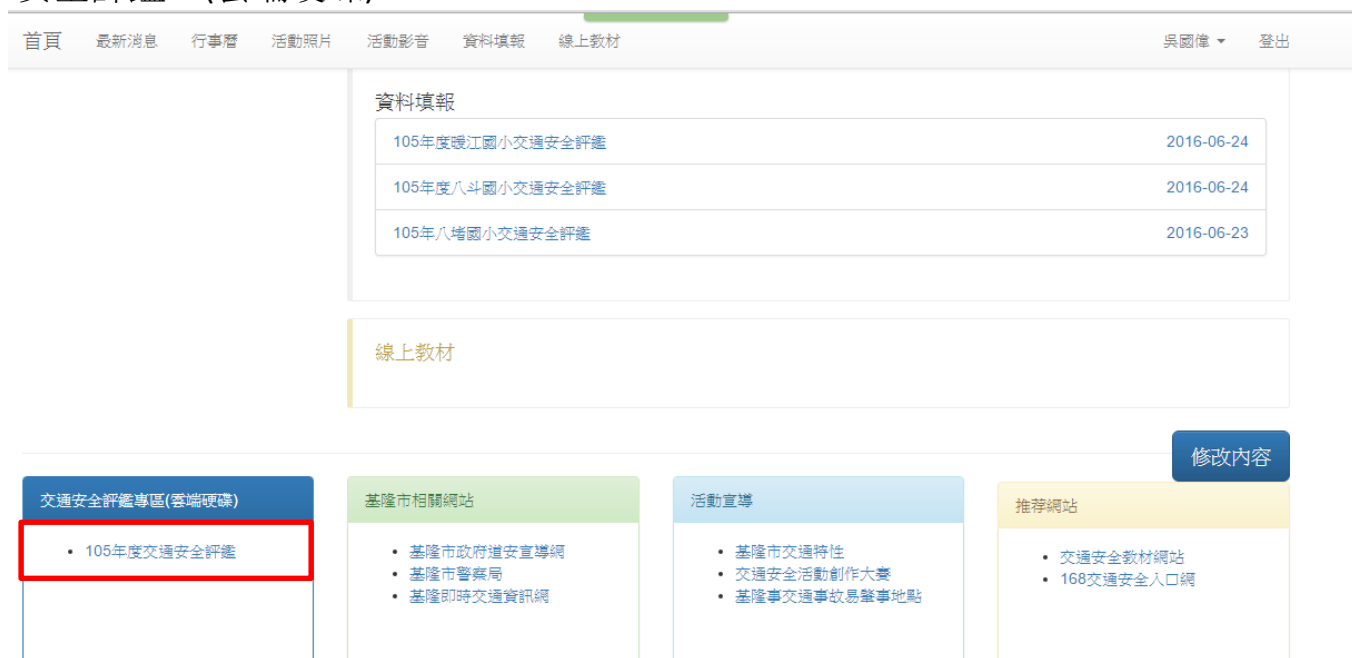 首頁 最新消息 行事曆 活動照片 活動影音 資料填報 線上教材 吳國偉 登出
資料填報
105年度暖江國小交通安全評鑑 2016-06-24
105年度八斗國小交通安全評鑑 2016-06-24
105年八堵國小交通安全評鑑 2016-06-23
線上教材
修改內容
交通安全評鑑專區(雲端硬碟)
• 105年度交通安全評鑑
基隆市相關網站
• 基隆市政府道安宣導網
• 基隆市警察局
• 基隆即時交通資訊網
活動宣導
• 基隆市交通特性
• 交通安全活動創作大賽
• 基隆事交通事故易肇事地點
推荐網站
• 交通安全教材網站
• 168交通安全入口網